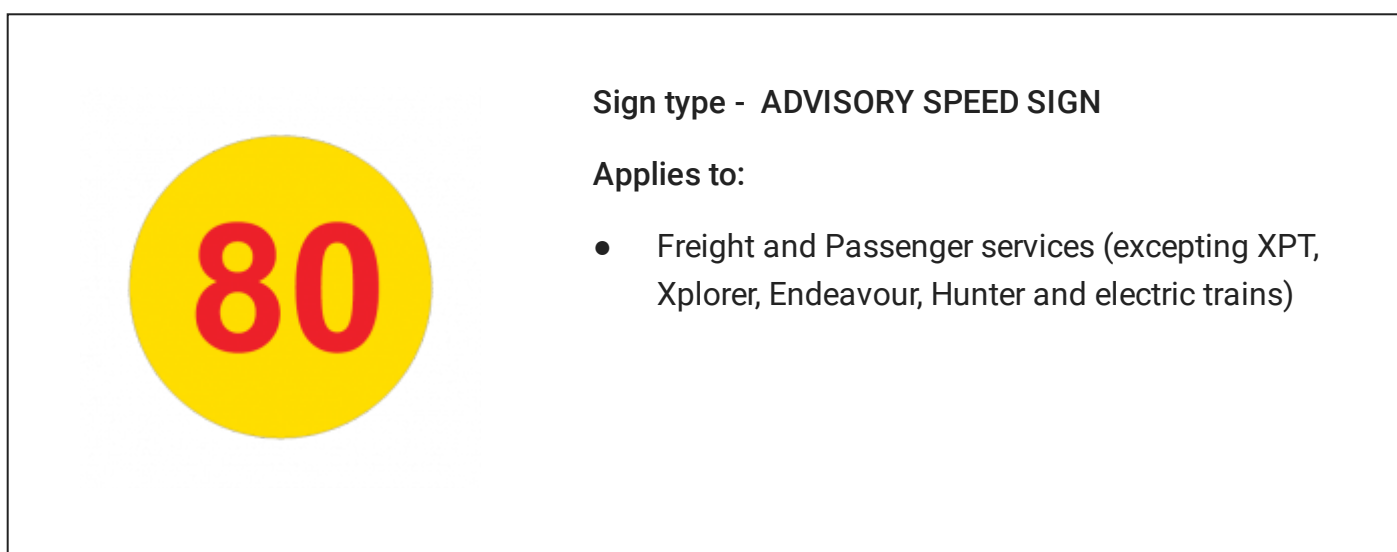 80
Sign type - ADVISORY SPEED SIGN
Applies to:
● Freight and Passenger services (excepting XPT,
Xplorer, Endeavour, Hunter and electric trains)